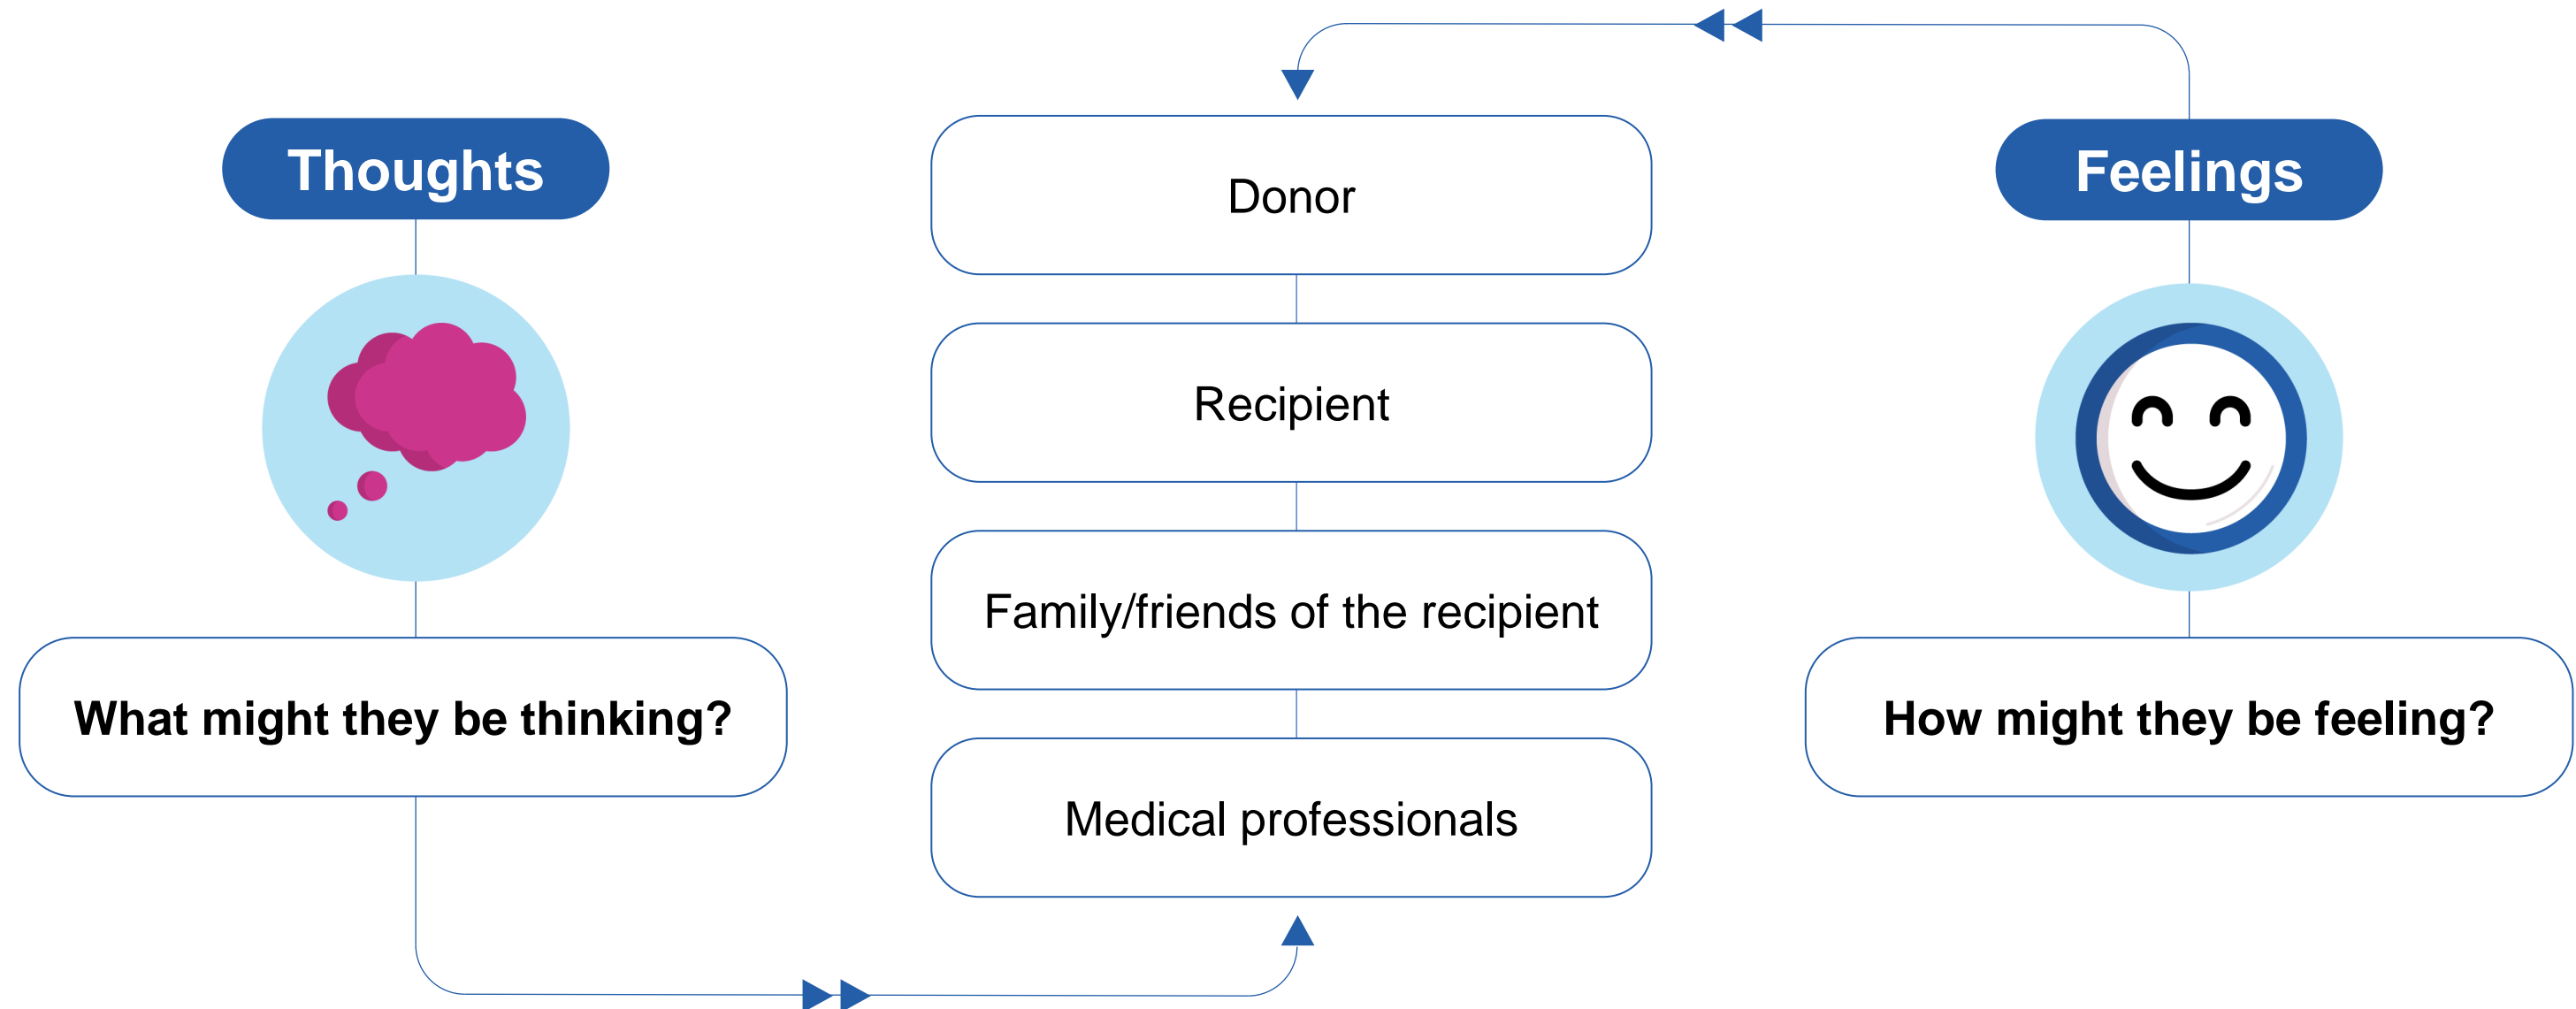 Thoughts
What might they be thinking?
Donor
Recipient
Family/friends of the recipient
Medical professionals
Feelings
How might they be feeling?